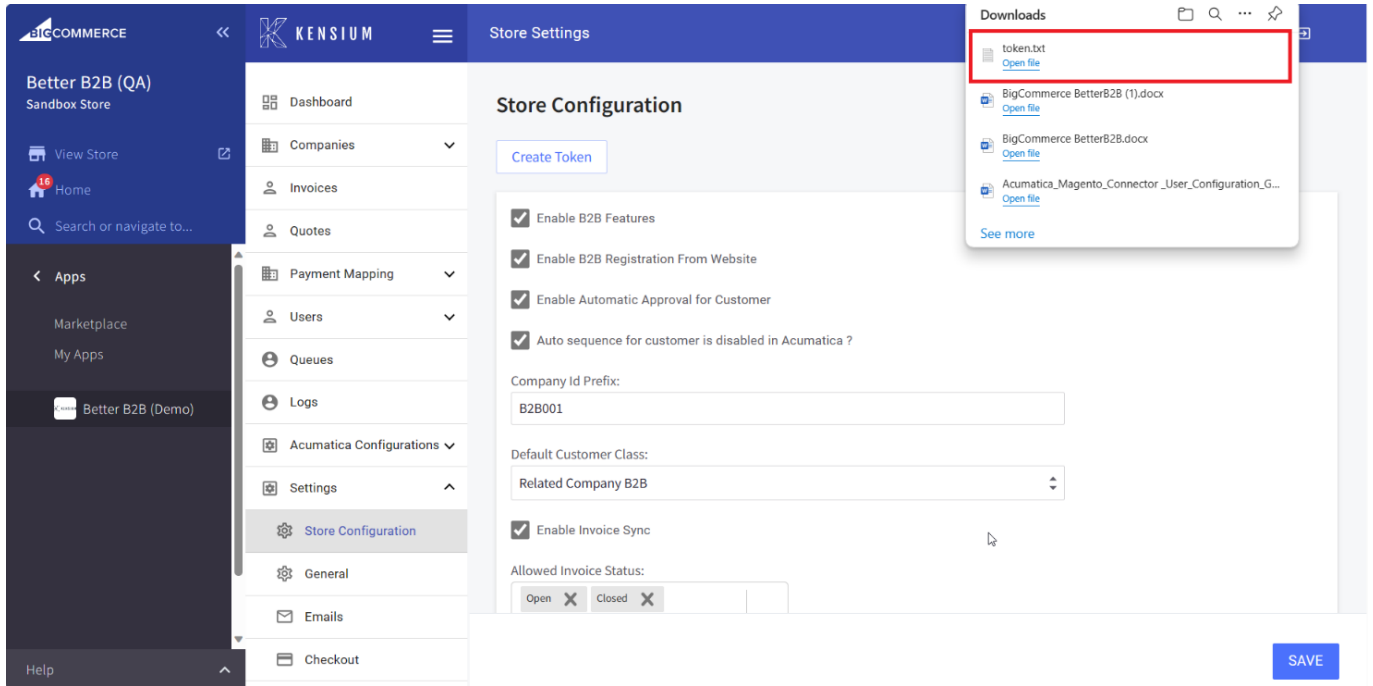 BIGCOMMERCE
Better B2B (QA)
Sandbox Store
View Store
16
Home
Search or navigate to...
Apps
Marketplace
My Apps
Better B2B (Demo)
Help
KENSIUM
Dashboard
Companies
Invoices
Quotes
Payment Mapping
Users
Queues
Logs
Acumatica Configurations
Settings
Store Configuration
General
Emails
Checkout
Store Settings
Store Configuration
Create Token
Enable B2B Features
Enable B2B Registration From Website
Enable Automatic Approval for Customer
Auto sequence for customer is disabled in Acumatica ?
Company Id Prefix:
B2B001
Default Customer Class:
Related Company B2B
Enable Invoice Sync
Allowed Invoice Status:
Open
Closed
SAVE
Downloads
token.txt
Open file
BigCommerce BetterB2B (1).docx
Open file
BigCommerce BetterB2B.docx
Open file
Acumatica_Magento_Connector _User_Configuration_G...
Open file
See more